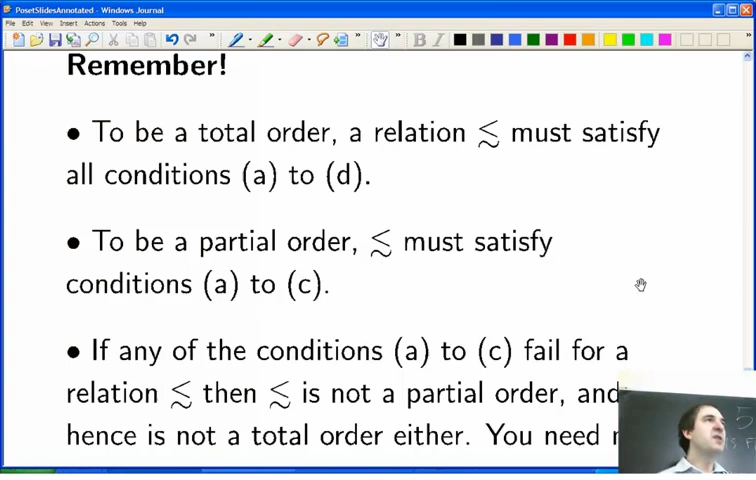 PosetSlidesAnnotated - Windows Journal
File Edit View Insert Actions Tools Help
B
Remember!
• To be a total order, a relation ≲ must satisfy
all conditions (a) to (d).
• To be a partial order, ≲ must satisfy
conditions (a) to (c).
• If any of the conditions (a) to (c) fail for a
relation ≲ then ≲ is not a partial order, and
hence is not a total order either. You need
5